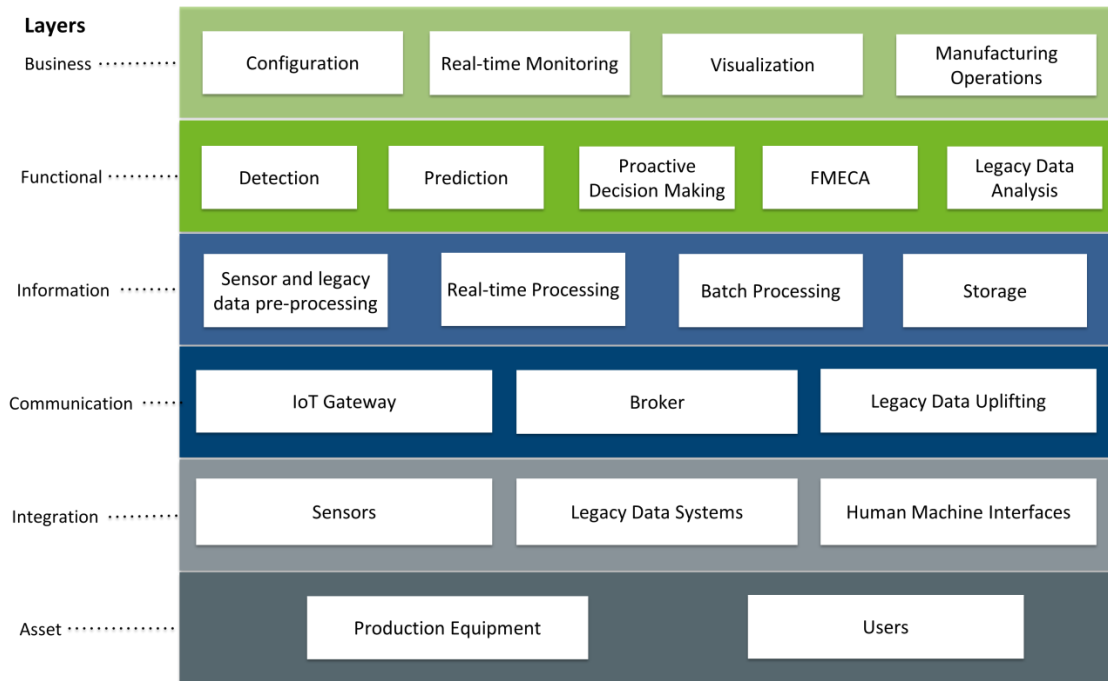 Layers
Business
Configuration
Real-time Monitoring
Visualization
Manufacturing
Operations
Functional
Detection
Prediction
Proactive
Decision Making
FMECA
Legacy Data
Analysis
Information
Sensor and legacy
data pre-processing
Real-time Processing
Batch Processing
Storage
Communication
IoT Gateway
Broker
Legacy Data Uplifting
Integration
Sensors
Legacy Data Systems
Human Machine Interfaces
Asset
Production Equipment
Users